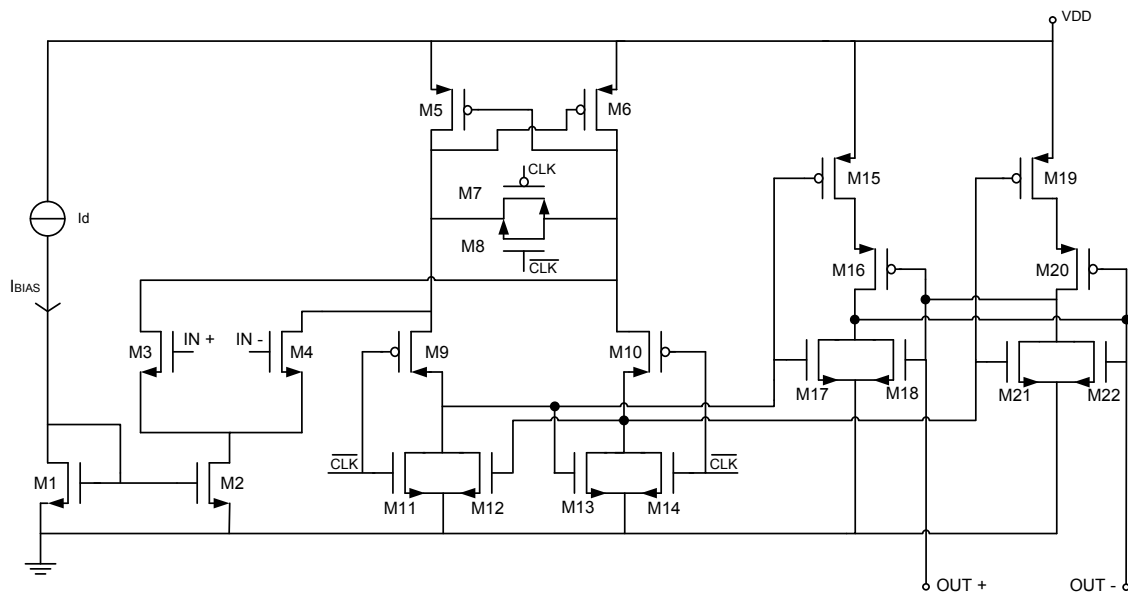 VDD
M5
M6
CLK
M7
M8
CLK
M15
M19
Id
M16
M20
IBIAS
M3
IN +
IN -
M4
M9
M10
M17
M18
M21
M22
CLK
CLK
M1
M2
M11
M12
M13
M14
OUT +
OUT -